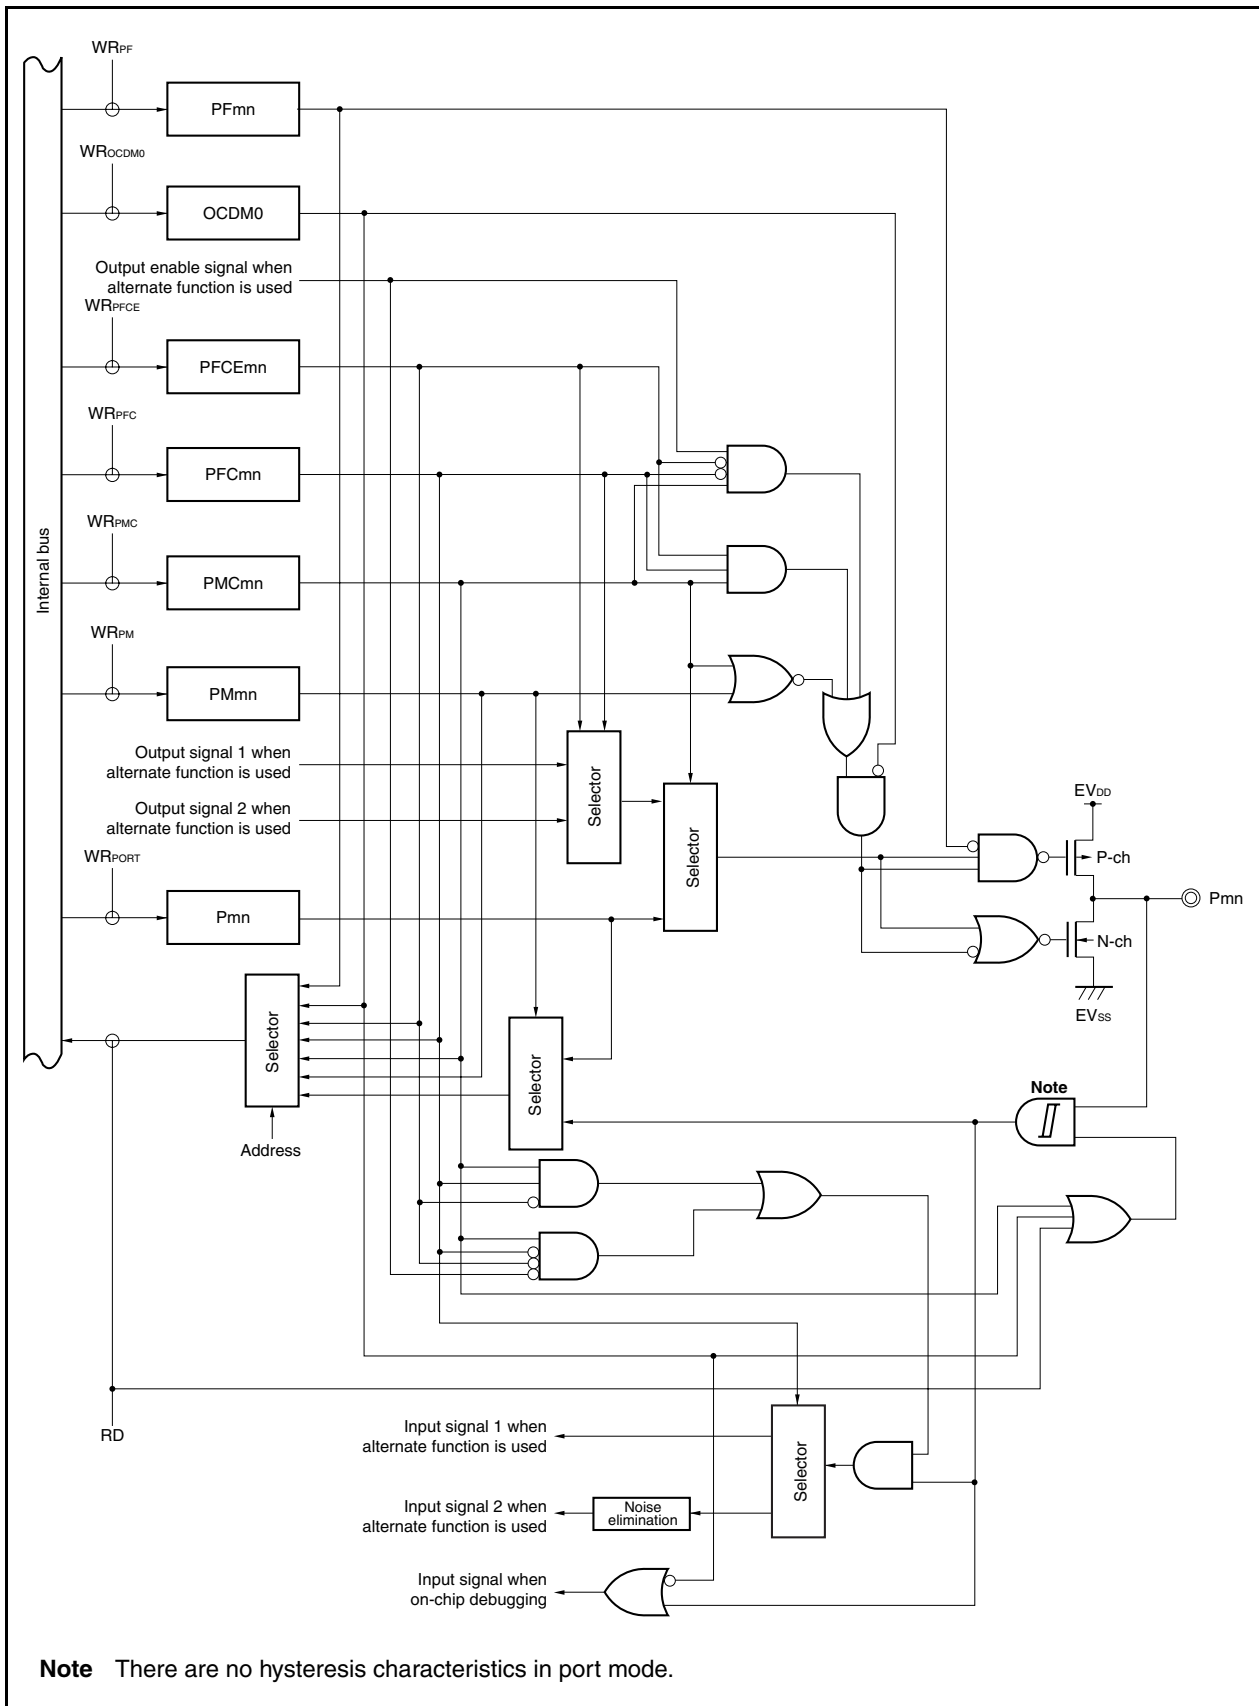 WRPF
PFmn
WROCDM0
OCDM0
Output enable signal when
alternate function is used
WRPFCE
PFCEmn
WRPFC
PFCmn
WRPMC
Internal bus
PMCmn
WRPM
PMmn
Output signal 1 when
alternate function is used
Selector
Output signal 2 when
alternate function is used
Selector
EVDD
P-ch
WRPORT
Pmn
Pmn
N-ch
EVSS
Selector
Selector
Address
Note
RD
Input signal 1 when
alternate function is used
Selector
Input signal 2 when
alternate function is used
Noise
elimination
Input signal when
on-chip debugging
Note There are no hysteresis characteristics in port mode.